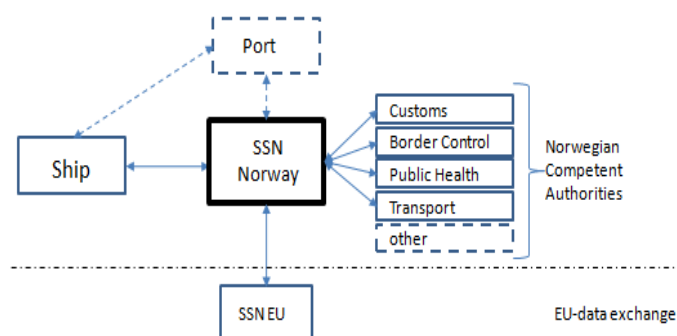 Port
Customs
Border Control
Public Health
Transport
other
Ship
SSN
Norway
Norwegian
Competent
Authorities
SSN EU
EU-data exchange